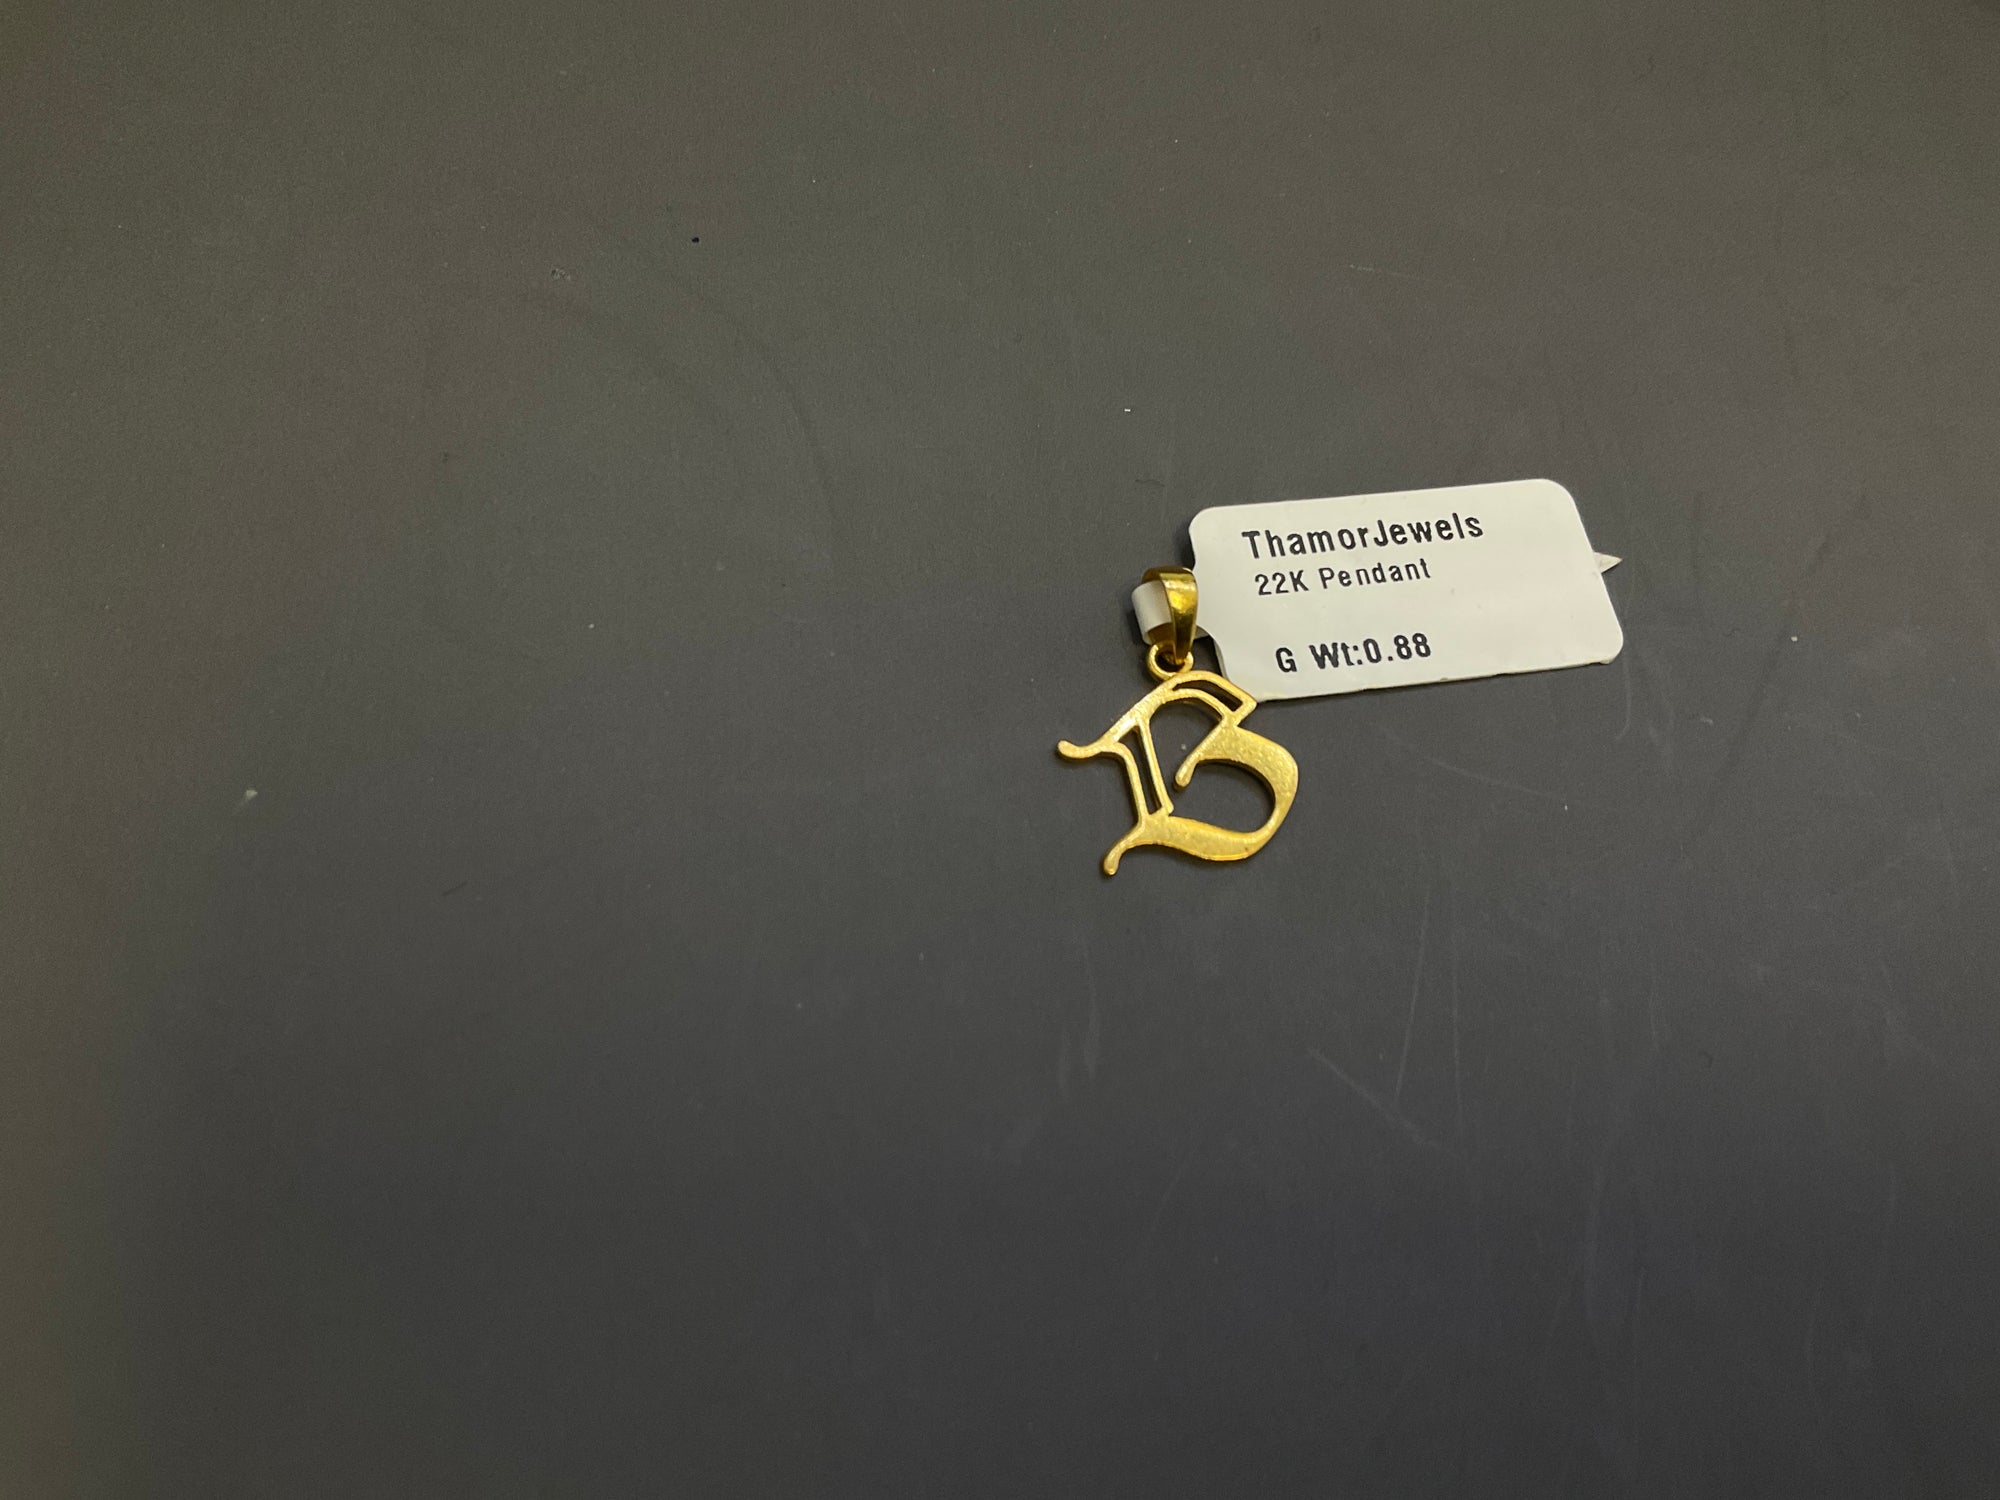 ThamorJewels
22K Pendant
G Wt:0.88
B